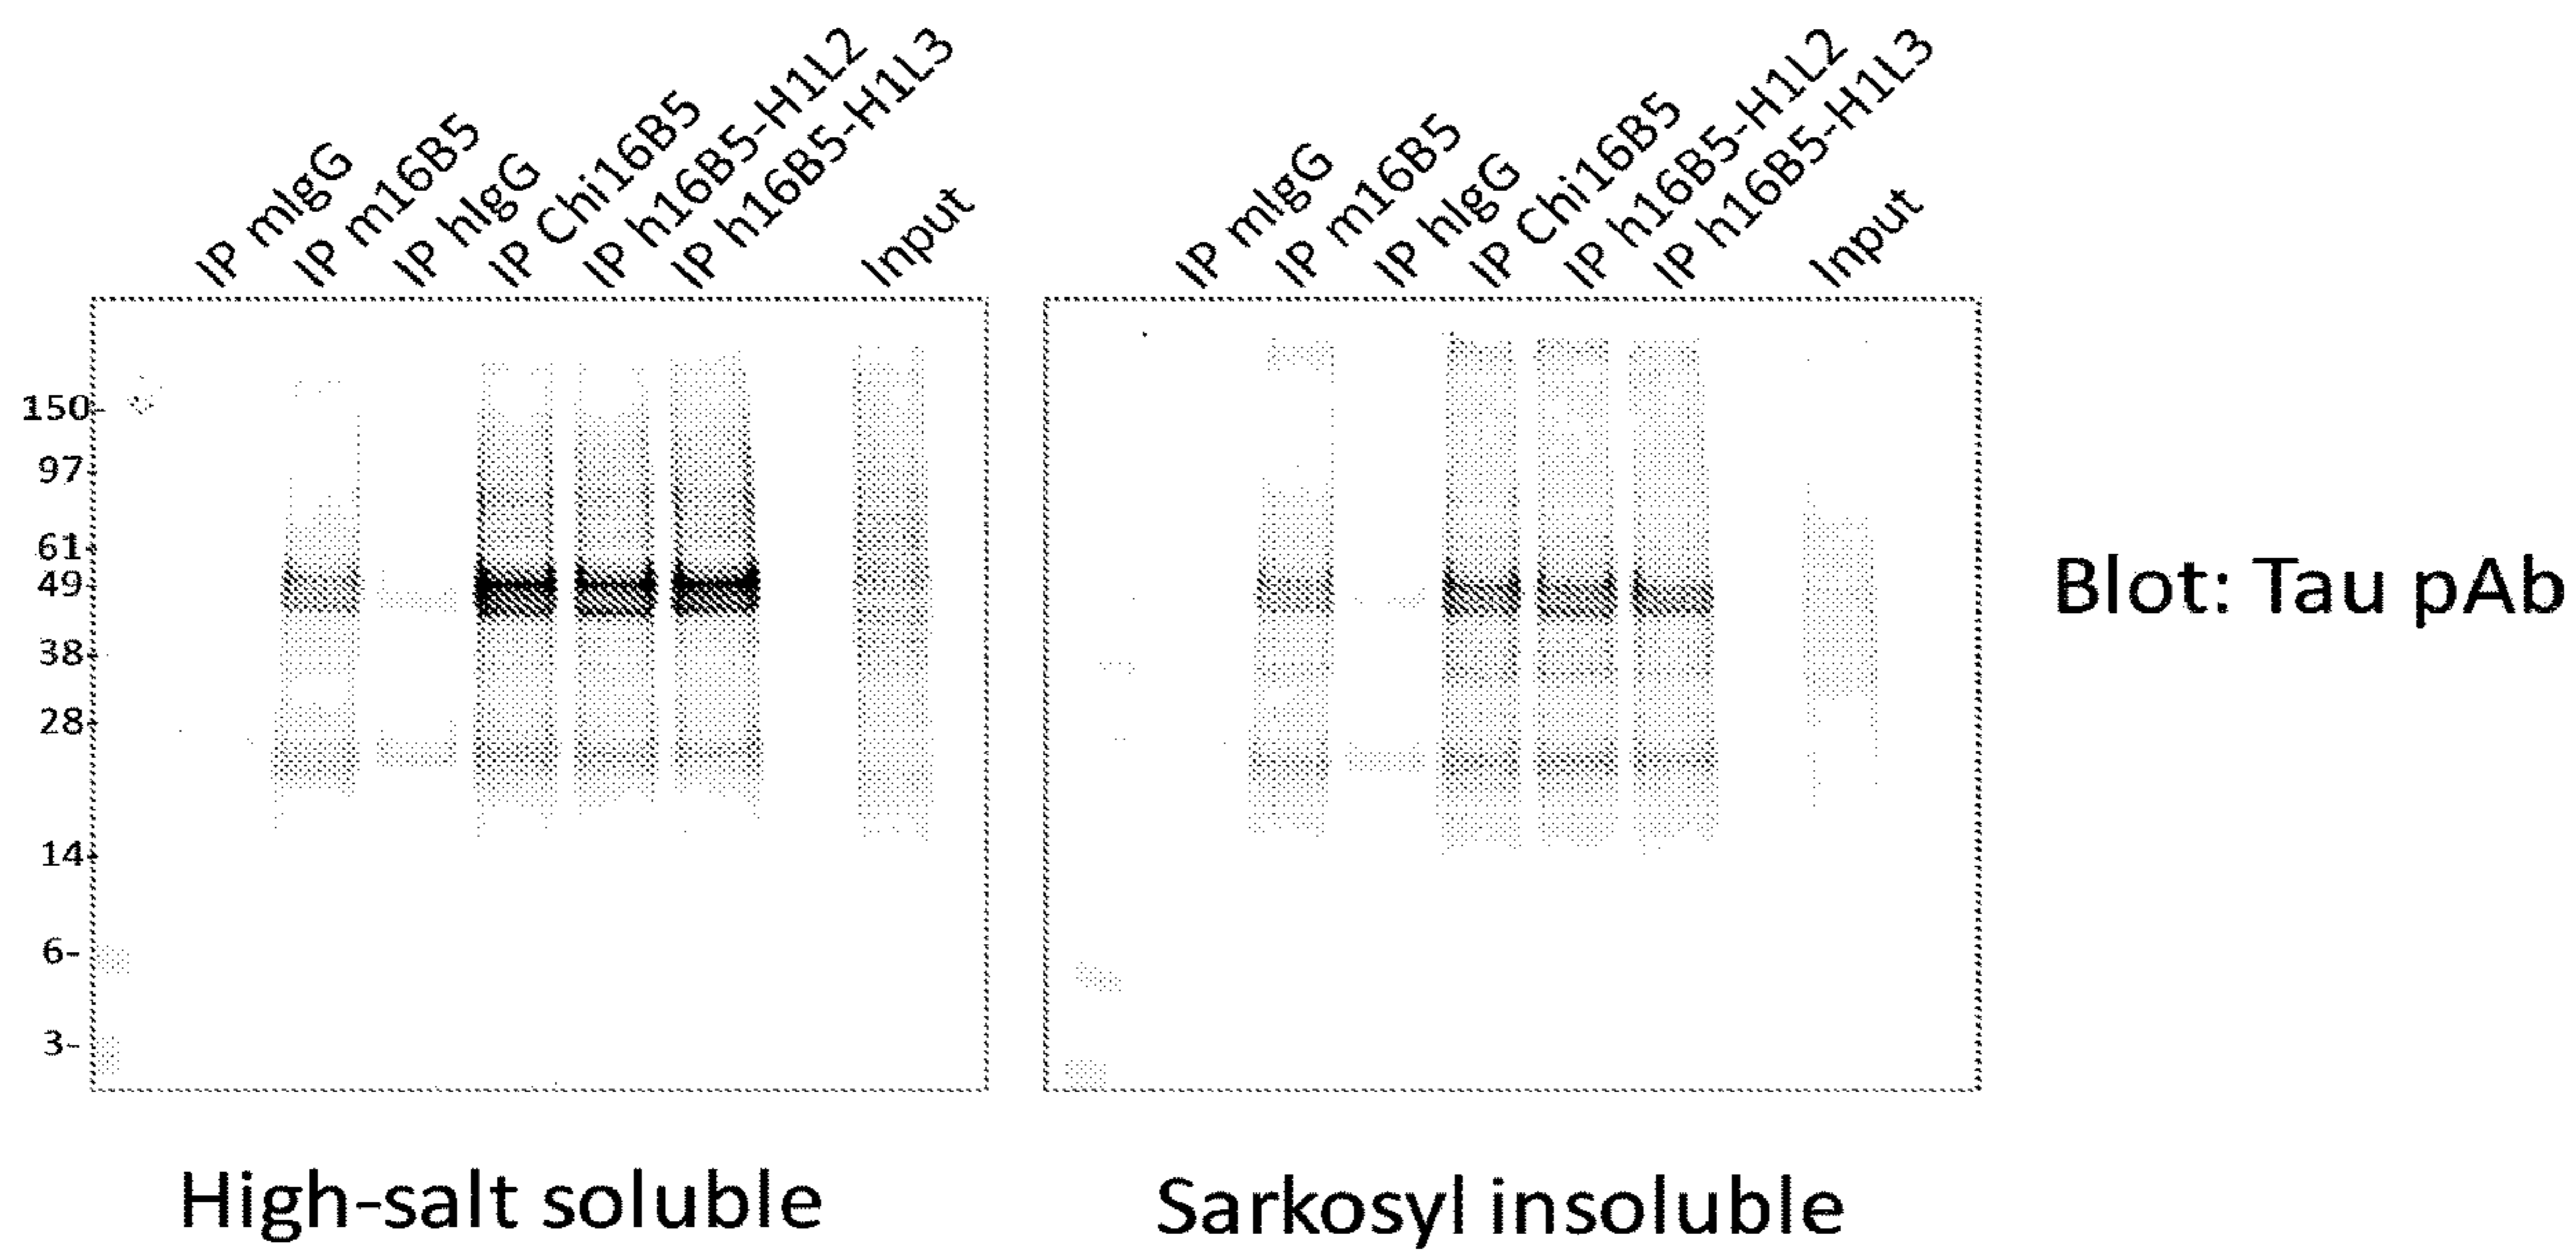 IP mIgG
IP m16B5
IP hIgG
IP Chi16B5
IP h16B5-H1L2
IP h16B5-H1L3
Input
IP mIgG
IP m16B5
IP hIgG
IP Chi16B5
IP h16B5-H1L2
IP h16B5-H1L3
Input
150-
97-
61-
49-
38-
28-
14-
6-
3-
Blot: Tau pAb
High-salt soluble
Sarkosyl insoluble